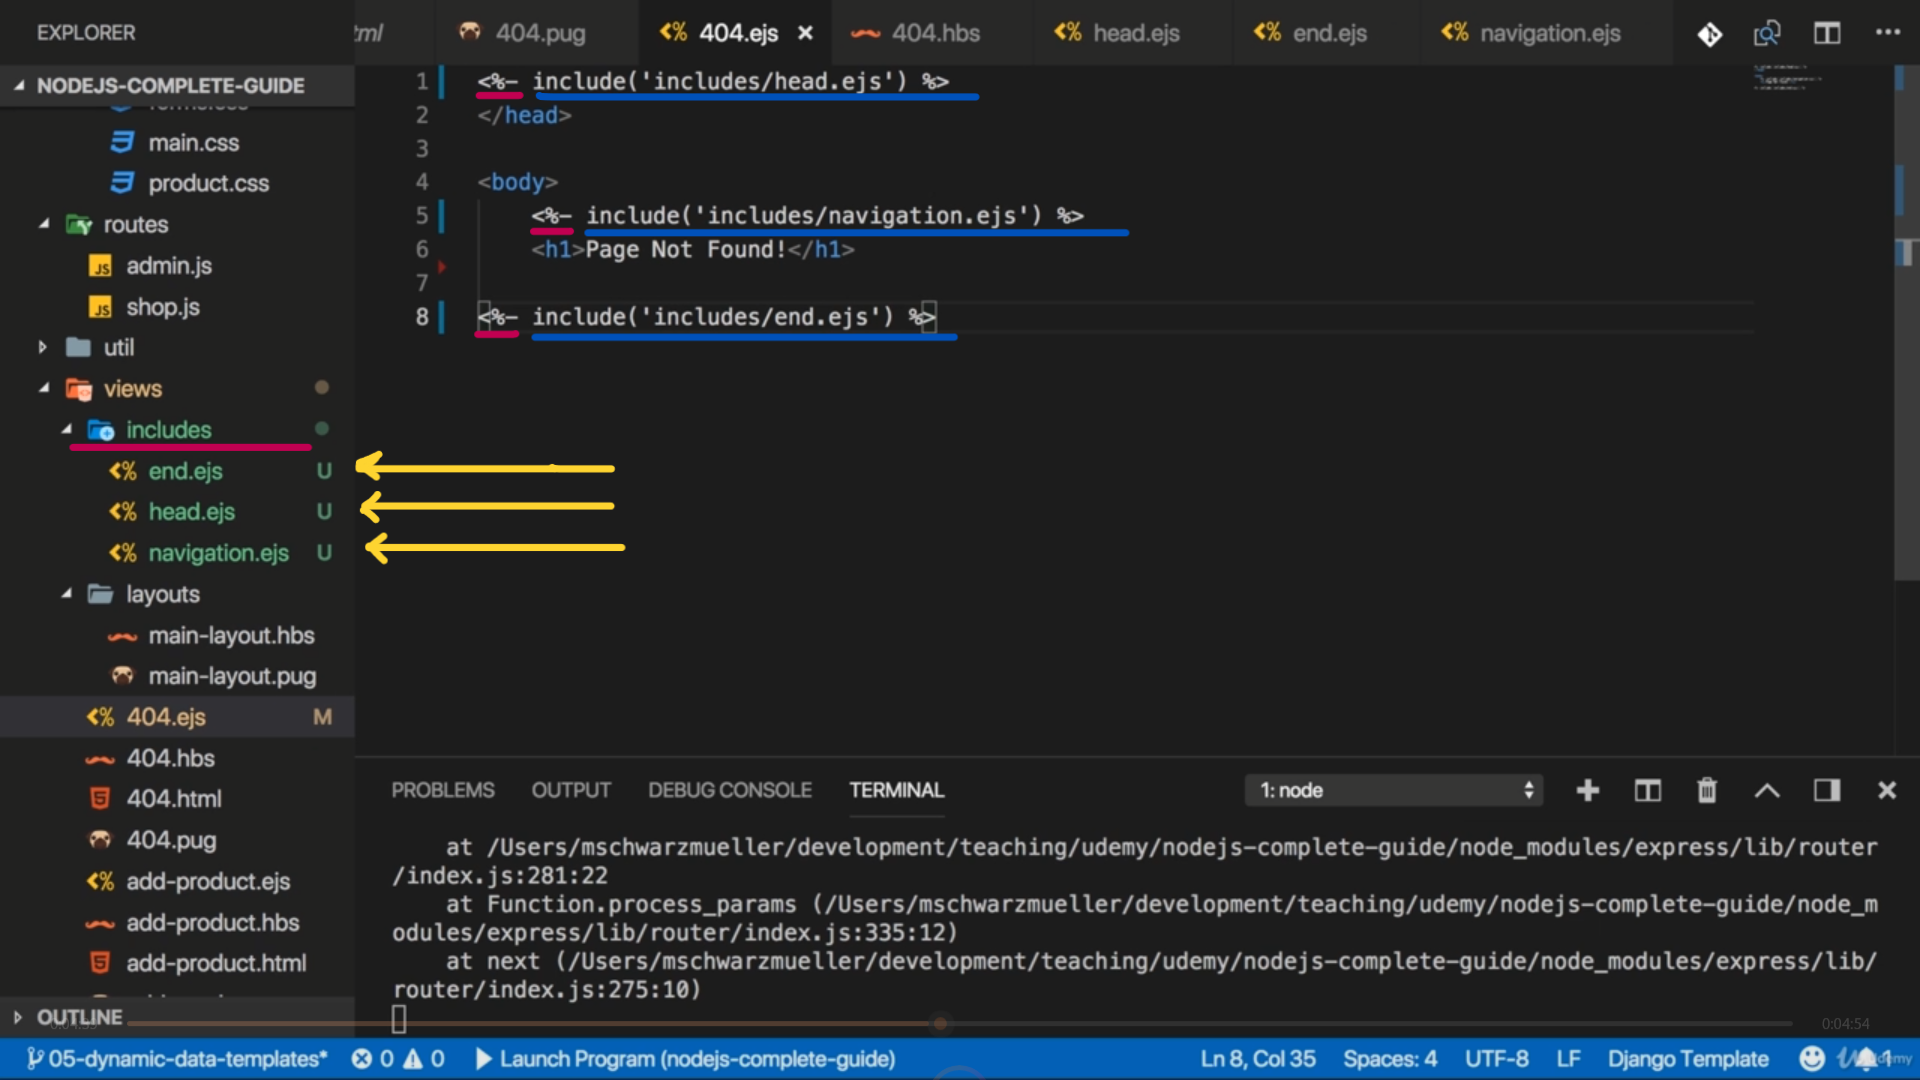 EXPLORER
404.pug
404.ejs
404.hbs
head.ejs
end.ejs
navigation.ejs
NODEJS-COMPLETE-GUIDE
main.css
product.css
routes
admin.js
shop.js
util
views
includes
end.ejs U
head.ejs U
navigation.ejs U
layouts
main-layout.hbs
main-layout.pug
404.ejs M
404.hbs
404.html
404.pug
add-product.ejs
add-product.hbs
add-product.html
OUTLINE
1 <%- include('includes/head.ejs') %>
2 </head>
3
4 <body>
5 <%- include('includes/navigation.ejs') %>
6 <h1>Page Not Found!</h1>
7
8 <%- include('includes/end.ejs') %>
PROBLEMS OUTPUT DEBUG CONSOLE TERMINAL 1: node
at /Users/mschwarzmueller/development/teaching/udemy/nodejs-complete-guide/node_modules/express/lib/router
/index.js:281:22
at Function.process_params (/Users/mschwarzmueller/development/teaching/udemy/nodejs-complete-guide/node_m
odules/express/lib/router/index.js:335:12)
at next (/Users/mschwarzmueller/development/teaching/udemy/nodejs-complete-guide/node_modules/express/lib/
router/index.js:275:10)
0:04:54
05-dynamic-data-templates* 0 0 Launch Program (nodejs-complete-guide) Ln 8, Col 35 Spaces: 4 UTF-8 LF Django Template 1